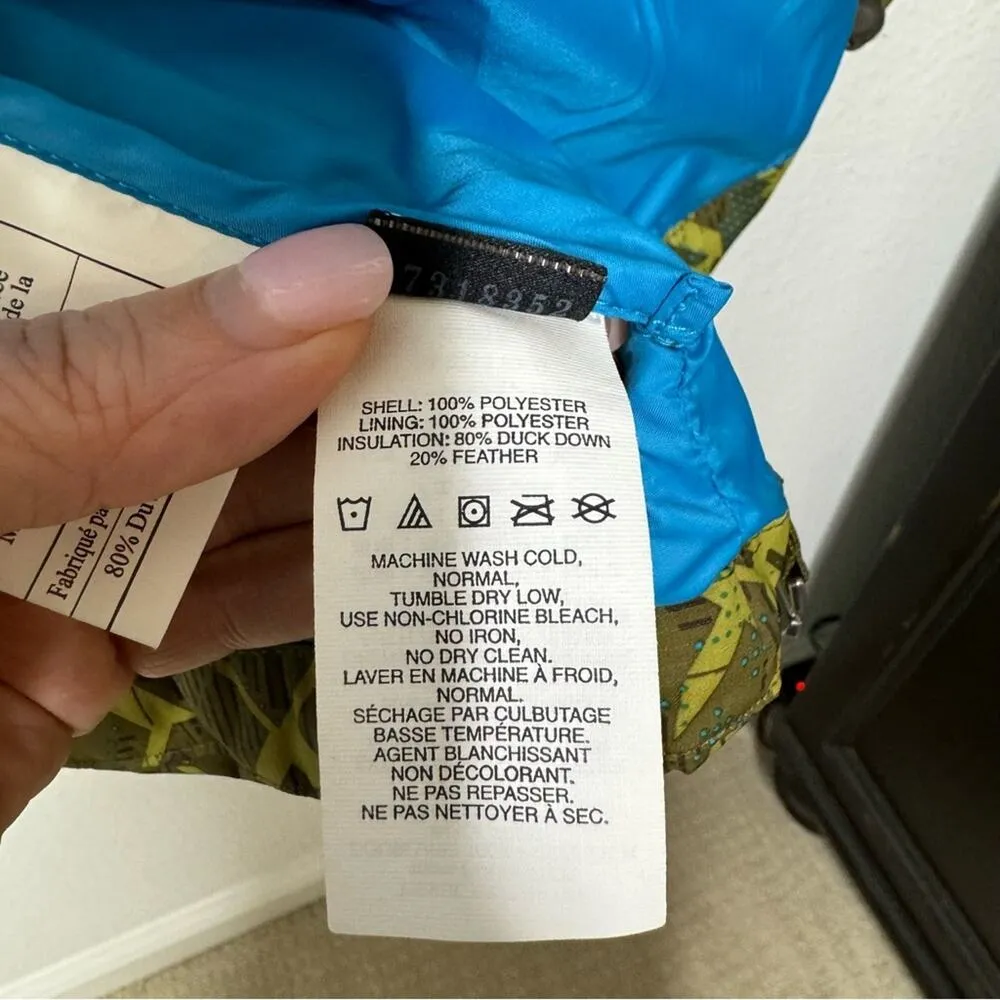 7318352
SHELL: 100% POLYESTER
LINING: 100% POLYESTER
INSULATION: 80% DUCK DOWN
20% FEATHER
MACHINE WASH COLD,
NORMAL,
TUMBLE DRY LOW,
USE NON-CHLORINE BLEACH,
NO IRON,
NO DRY CLEAN.
LAVER EN MACHINE À FROID,
NORMAL.
SÉCHAGE PAR CULBUTAGE
BASSE TEMPÉRATURE.
AGENT BLANCHISSANT
NON DÉCOLORANT.
NE PAS REPASSER.
NE PAS NETTOYER À SEC.
de la
Fabriqué pa
80% Du